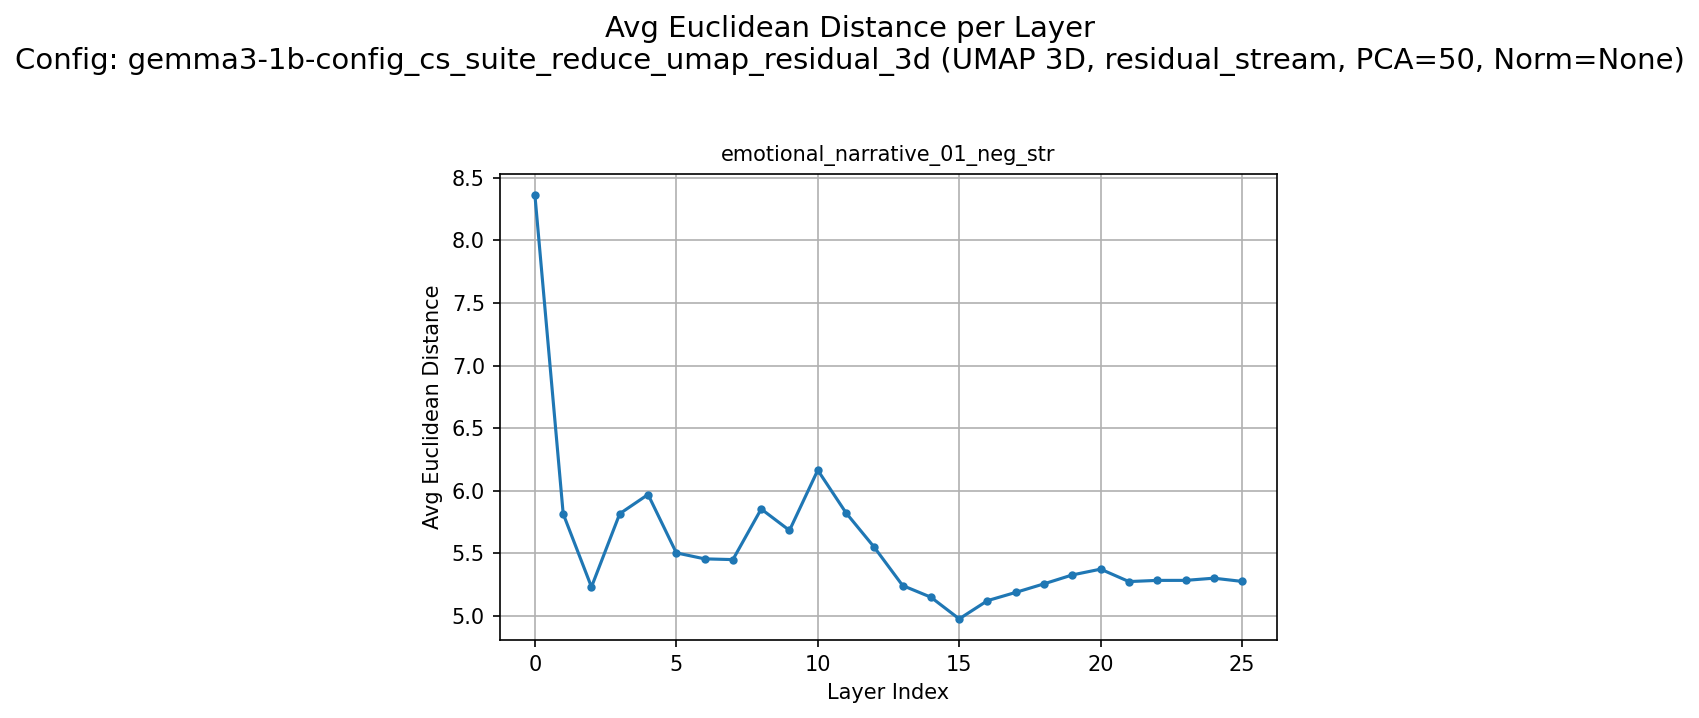 Avg Euclidean Distance per Layer
Config: gemma3-1b-config_cs_suite_reduce_umap_residual_3d (UMAP 3D, residual_stream, PCA=50, Norm=None)
emotional_narrative_01_neg_str
8.5
8.0
7.5
7.0
6.5
6.0
5.5
5.0
Avg Euclidean Distance
0 5 10 15 20 25
Layer Index